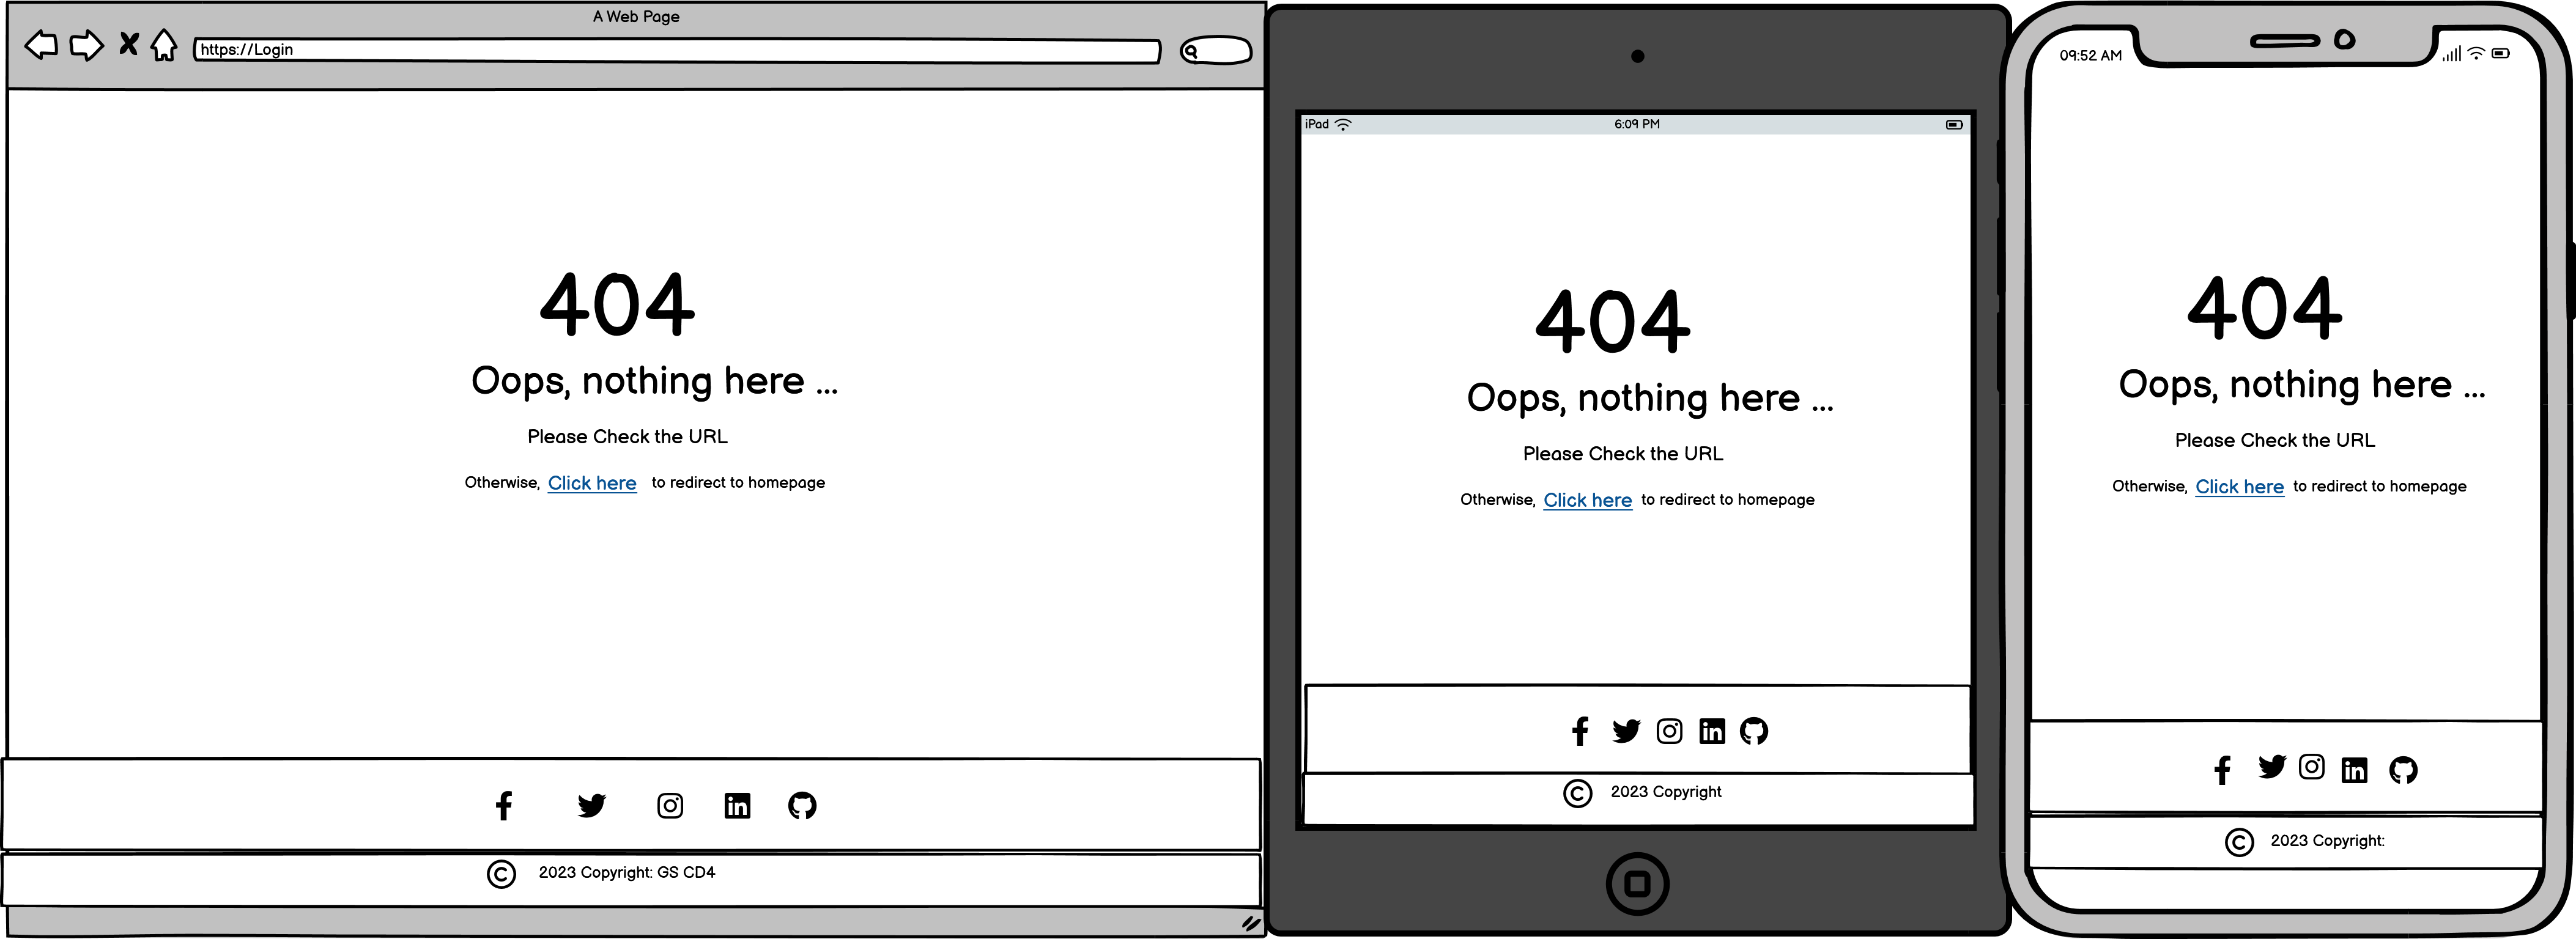 A Web Page
https://Login
404
Oops, nothing here ...
Please Check the URL
Otherwise, Click here to redirect to homepage
2023 Copyright: GS CD4
iPad 6:09 PM
404
Oops, nothing here ...
Please Check the URL
Otherwise, Click here to redirect to homepage
2023 Copyright
09:52 AM
404
Oops, nothing here ...
Please Check the URL
Otherwise, Click here to redirect to homepage
2023 Copyright: